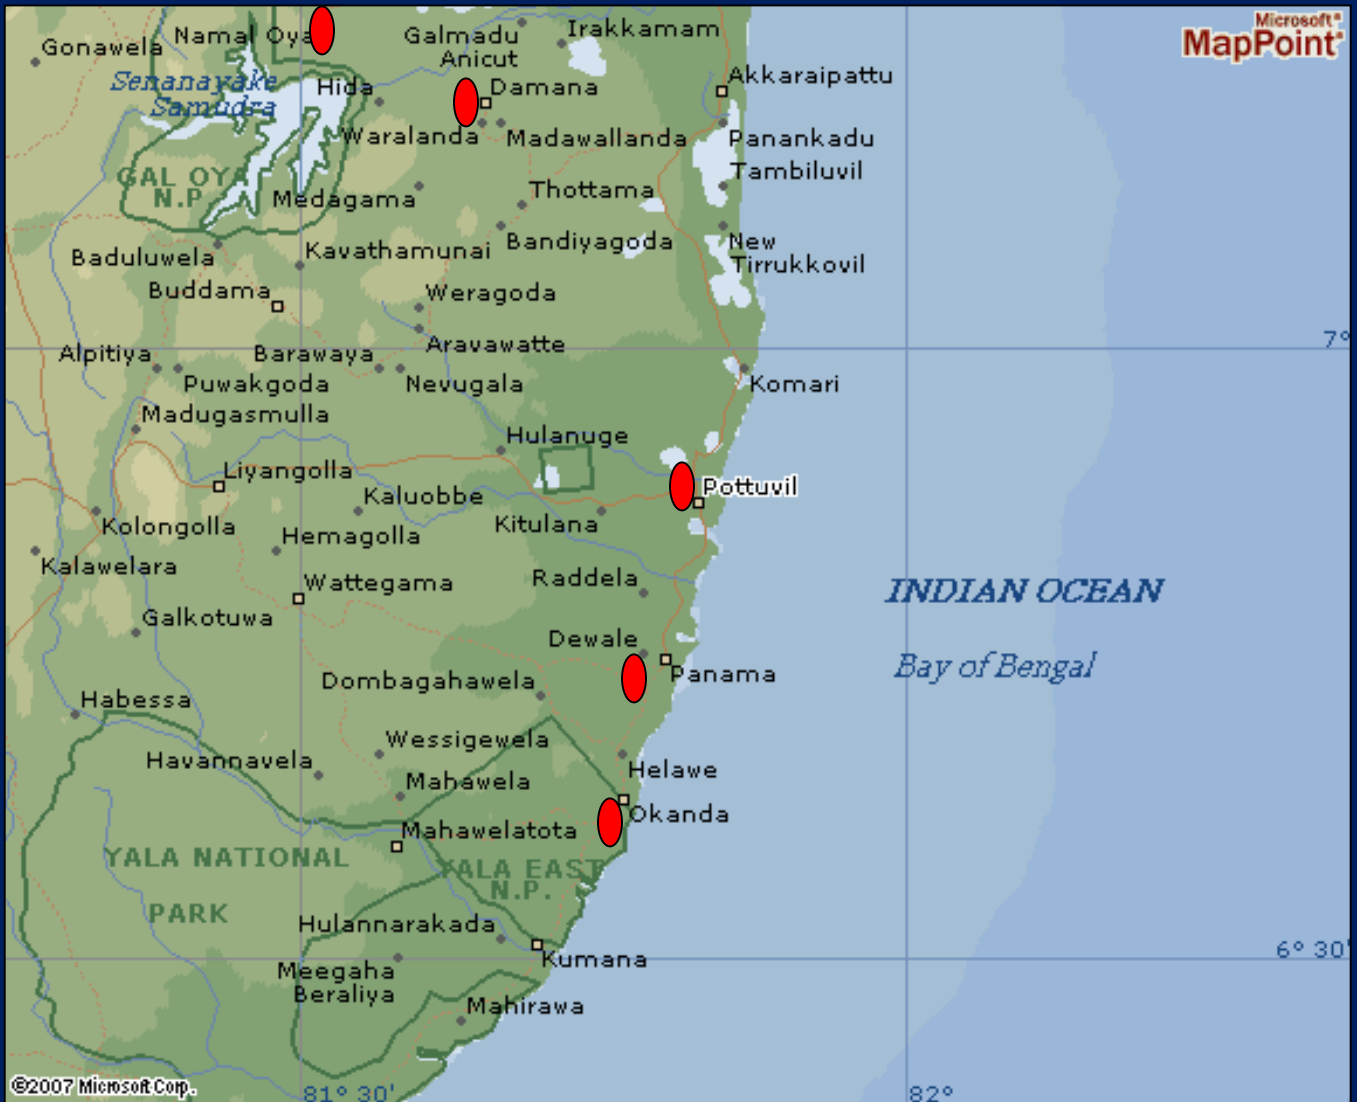 Microsoft®
MapPoint®
Namal Oya
Galmadu
Anicut
Irrakkamam
Gonawela
Senanayake
Samudra
Hida
Damana
Akkaraipattu
Waralanda
Madawallanda
Panankadu
GAL OYA
N.P.
Medagama
Thottama
Tambiluvil
Baduluwela
Kavathamunai
Bandiyagoda
New
Tirrukkovil
Buddama
Weragoda
Alpitiya
Barawaya
Aravawatte
7°
Puwakgoda
Nevugala
Komari
Madugasmulla
Hulanuge
Liyangolla
Kaluobbe
Pottuvil
Kolongolla
Hemagolla
Kitulana
Kalawelara
Wattegama
Raddela
INDIAN OCEAN
Galkotuwa
Dewale
Bay of Bengal
Dombagahawela
Panama
Habessa
Wessigewela
Havannavela
Mahawela
Helawe
Okanda
Mahawelatota
YALA NATIONAL
PARK
YALA EAST
N.P.
Hulannarakada
Kumana
6° 30'
Meegaha
Beraliya
Mahirawa
©2007 Microsoft Corp.
81° 30'
82°